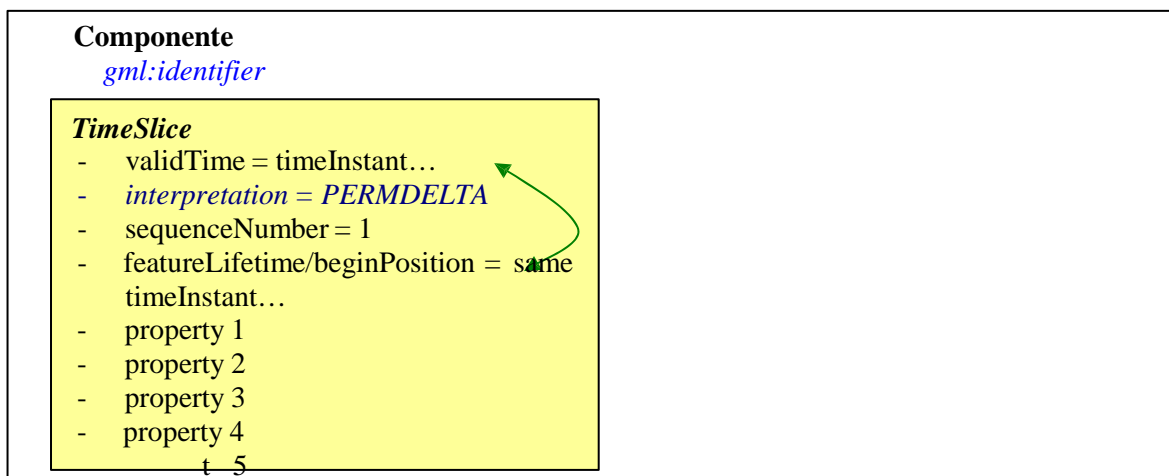 Componente
gml:identifier
TimeSlice
- validTime = timeInstant…
- interpretation = PERMDELTA
- sequenceNumber = 1
- featureLifetime/beginPosition = same
timeInstant…
- property 1
- property 2
- property 3
- property 4
t 5